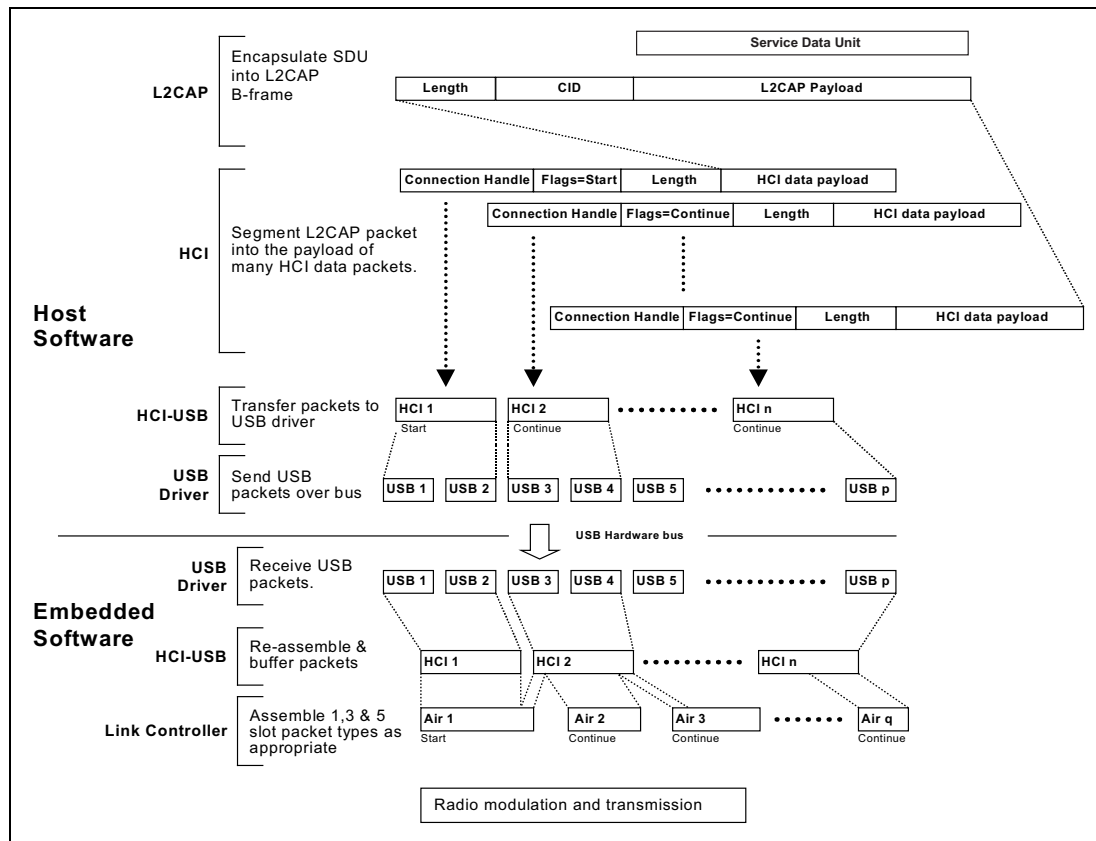 Service Data Unit
Encapsulate SDU
into L2CAP
B-frame
L2CAP
Length CID L2CAP Payload
Connection Handle Flags=Start Length HCI data payload
Connection Handle Flags=Continue Length HCI data payload
HCI
Segment L2CAP packet
into the payload of
many HCI data packets.
Connection Handle Flags=Continue Length HCI data payload
Host
Software
HCI-USB
Transfer packets to
USB driver
HCI 1 HCI 2 HCI n
Start Continue Continue
USB
Driver
Send USB
packets over bus
USB 1 USB 2 USB 3 USB 4 USB 5 USB p
USB Hardware bus
USB
Driver
Receive USB
packets.
USB 1 USB 2 USB 3 USB 4 USB 5 USB p
Embedded
Software
HCI-USB
Re-assemble &
buffer packets
HCI 1 HCI 2 HCI n
Link Controller
Assemble 1,3 & 5
slot packet types as
appropriate
Air 1 Air 2 Air 3 Air q
Start Continue Continue Continue
Radio modulation and transmission